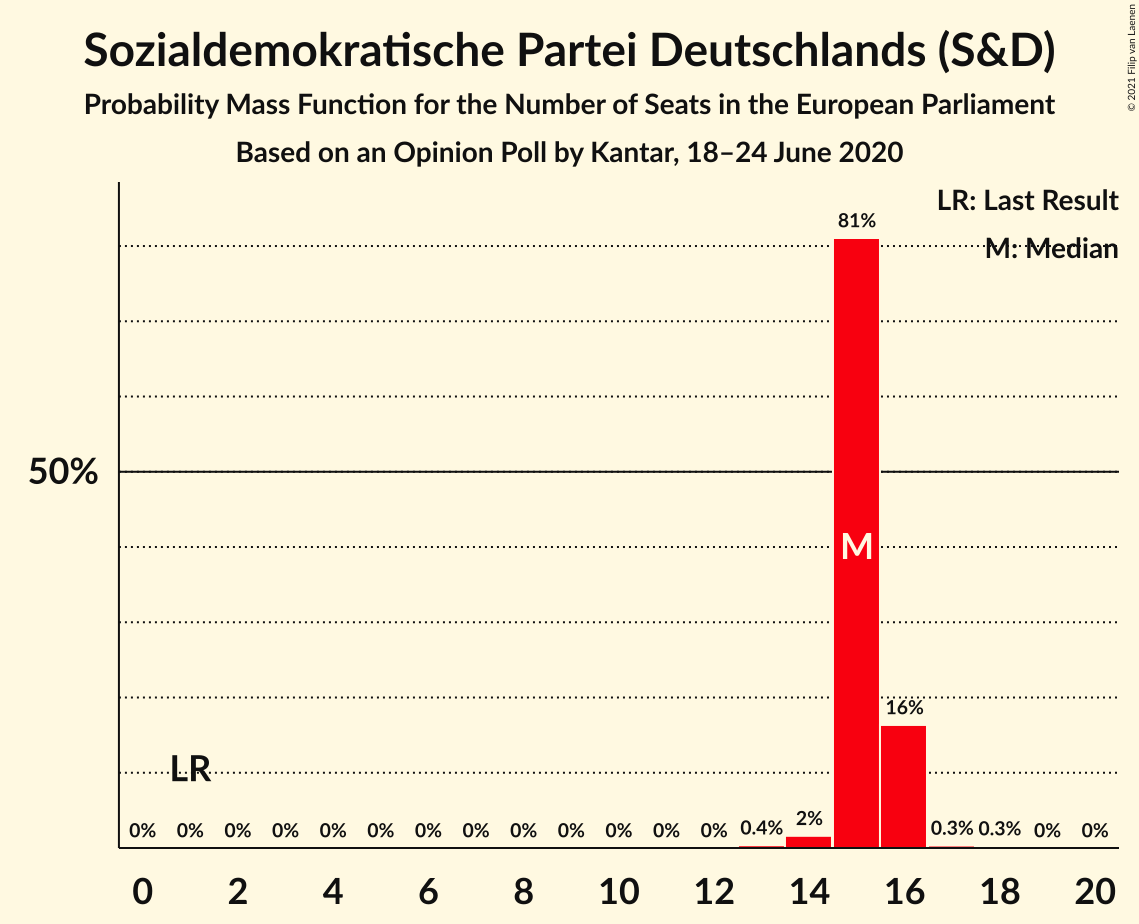 Sozialdemokratische Partei Deutschlands (S&D)
Probability Mass Function for the Number of Seats in the European Parliament
Based on an Opinion Poll by Kantar, 18–24 June 2020
© 2021 Filip van Laenen
LR: Last Result
M: Median
81%
50%
M
16%
LR
0% 0% 0% 0% 0% 0% 0% 0% 0% 0% 0% 0% 0% 0.4% 2% 0.3% 0.3% 0% 0%
0 2 4 6 8 10 12 14 16 18 20